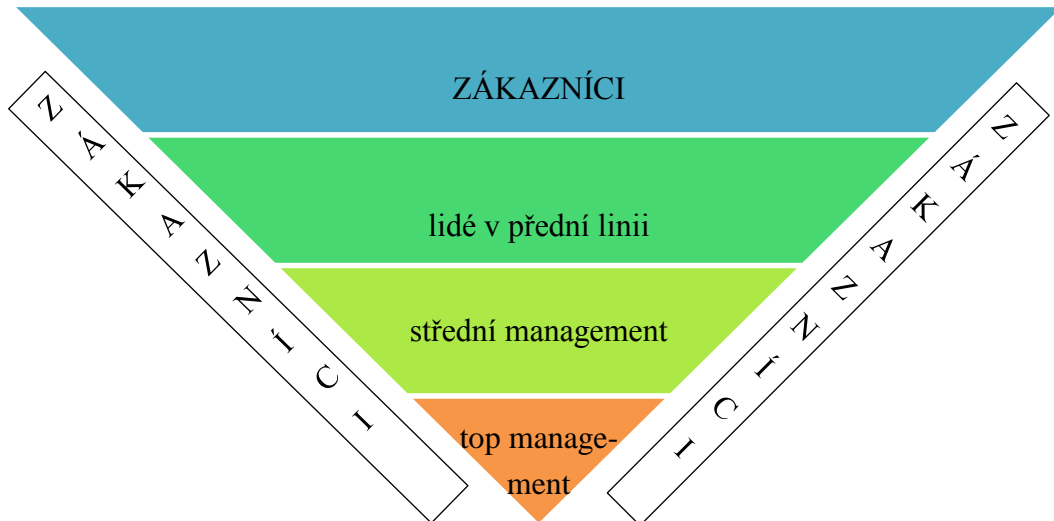 ZÁKAZNÍCI
ZÁKAZNÍCI
ZÁKAZNÍCI
lidé v přední linii
střední management
top manage-
ment